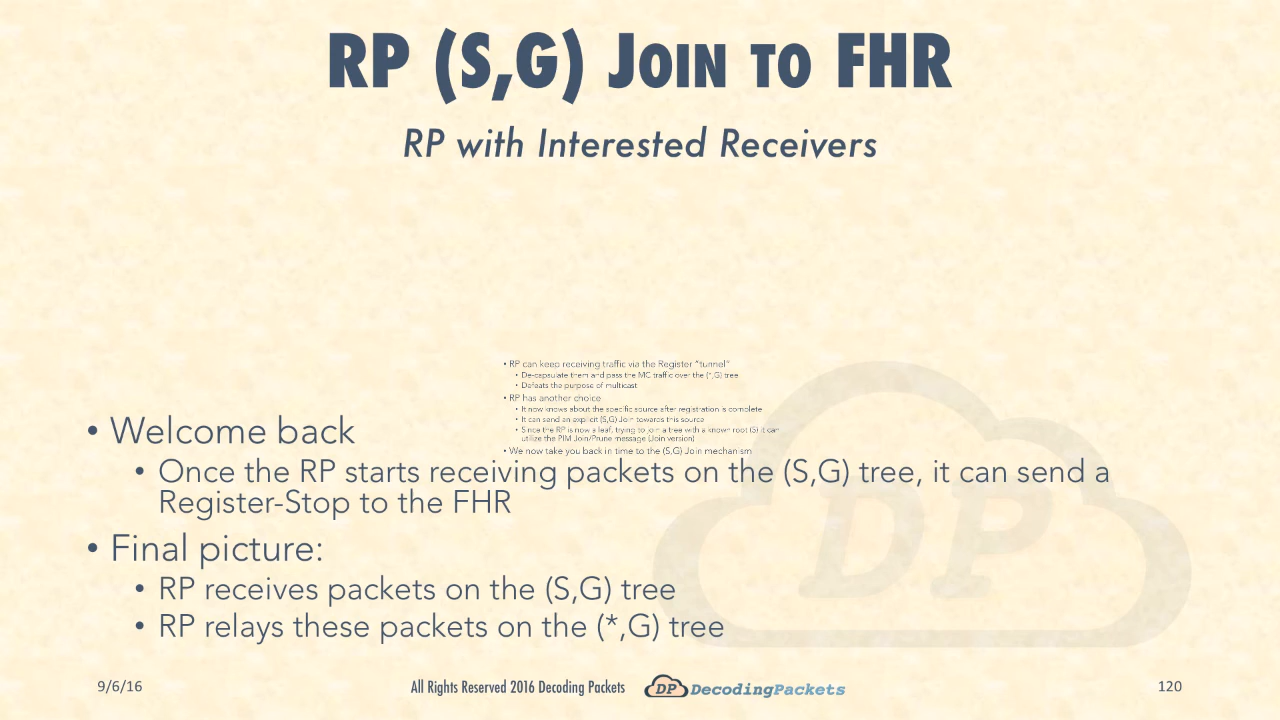 RP (S,G) JOIN TO FHR
RP with Interested Receivers
• RP can keep receiving traffic via the Register “tunnel”
• De-capsulate them and pass the MC traffic over the (*,G) tree
• Defeats the purpose of multicast
• RP has another choice
• It now knows about the specific source after registration is complete
• It can send an explicit (S,G) Join towards this source
• Since the RP is now a leaf, trying to join a tree with a known root (S) it can
utilize the PIM Join/Prune message (Join version)
• We now take you back in time to the (S,G) Join mechanism
• Welcome back
• Once the RP starts receiving packets on the (S,G) tree, it can send a
Register-Stop to the FHR
• Final picture:
• RP receives packets on the (S,G) tree
• RP relays these packets on the (*,G) tree
DP
9/6/16
All Rights Reserved 2016 Decoding Packets
DP DecodingPackets
120